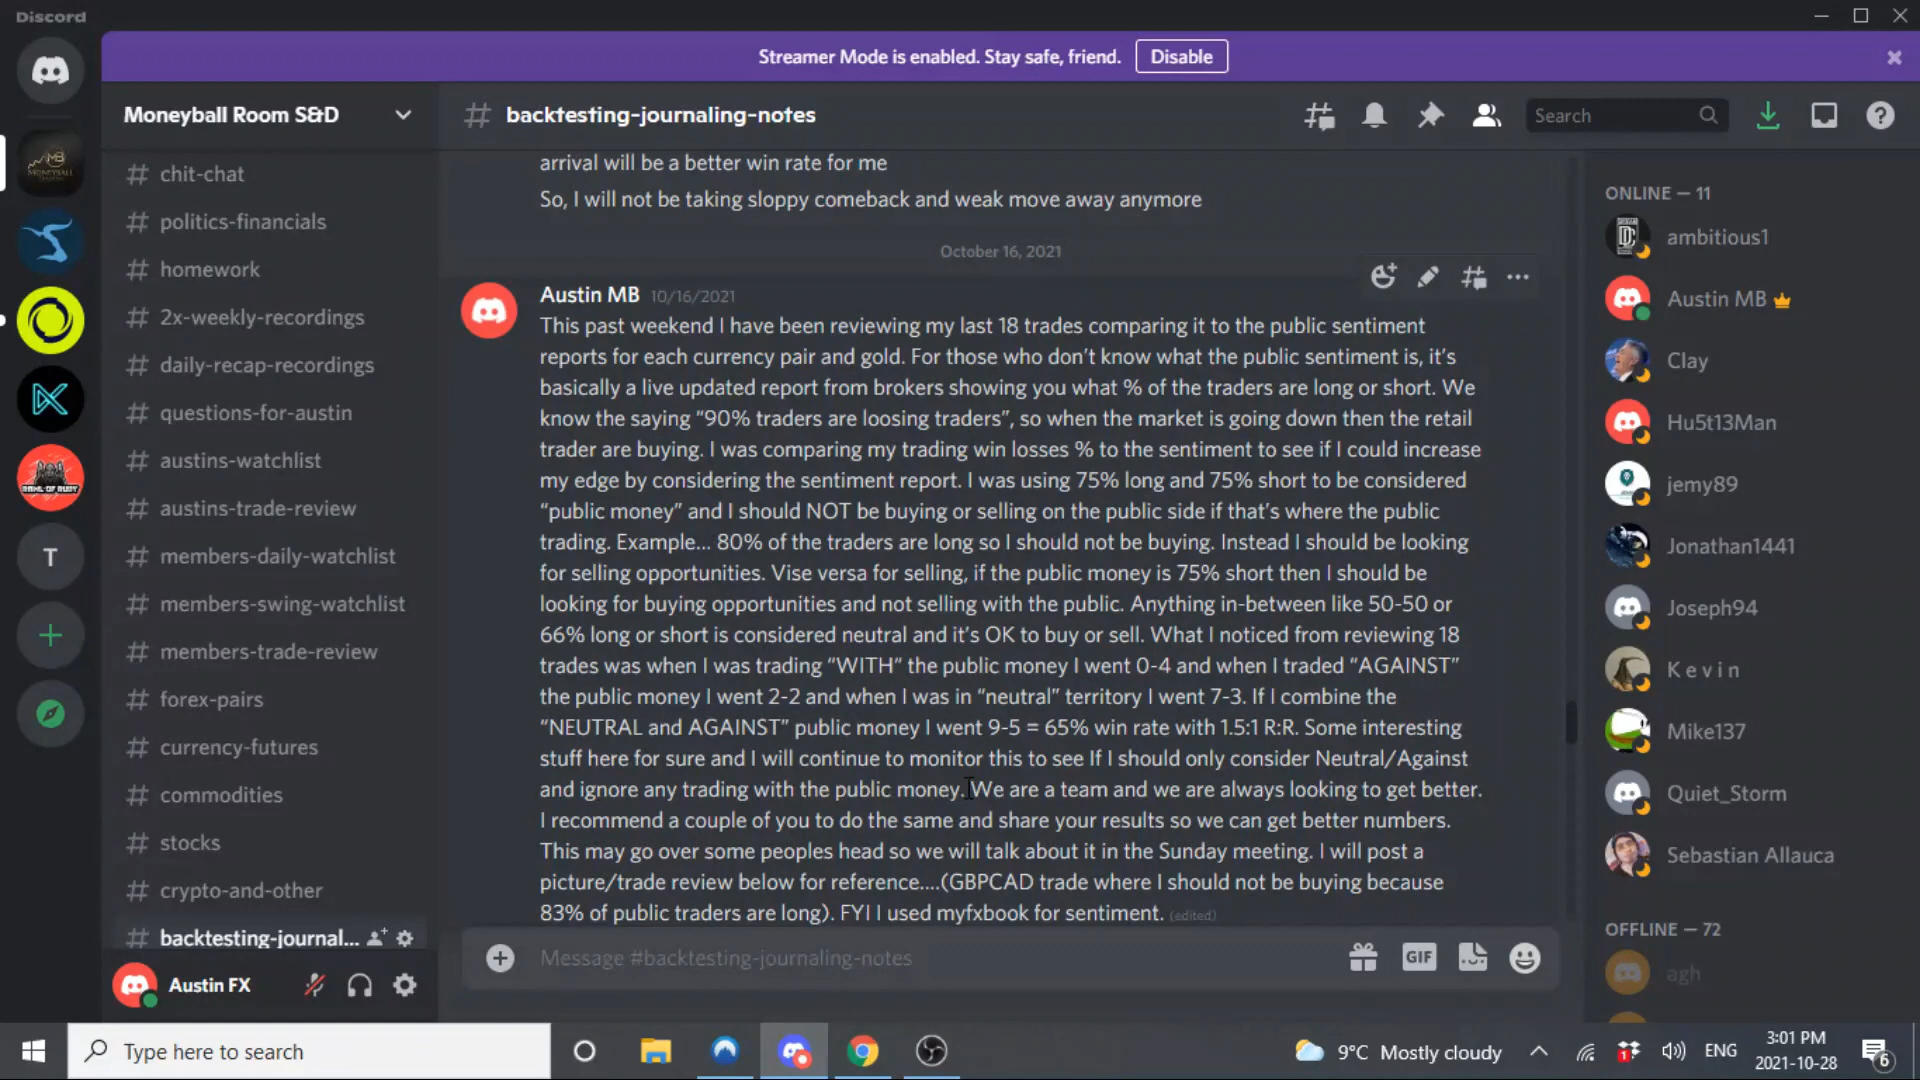 Discord
Streamer Mode is enabled. Stay safe, friend.
Disable
Moneyball Room S&D
chit-chat
politics-financials
homework
2x-weekly-recordings
daily-recap-recordings
questions-for-austin
austins-watchlist
austins-trade-review
members-daily-watchlist
members-swing-watchlist
members-trade-review
forex-pairs
currency-futures
commodities
stocks
crypto-and-other
backtesting-journal...
Austin FX
T
MB
backtesting-journaling-notes
Search
arrival will be a better win rate for me
So, I will not be taking sloppy comeback and weak move away anymore
October 16, 2021
Austin MB 10/16/2021
This past weekend I have been reviewing my last 18 trades comparing it to the public sentiment
reports for each currency pair and gold. For those who don't know what the public sentiment is, it's
basically a live updated report from brokers showing you what % of the traders are long or short. We
know the saying “90% traders are loosing traders”, so when the market is going down then the retail
trader are buying. I was comparing my trading win losses % to the sentiment to see if I could increase
my edge by considering the sentiment report. I was using 75% long and 75% short to be considered
“public money” and I should NOT be buying or selling on the public side if that's where the public
trading. Example... 80% of the traders are long so I should not be buying. Instead I should be looking
for selling opportunities. Vise versa for selling, if the public money is 75% short then I should be
looking for buying opportunities and not selling with the public. Anything in-between like 50-50 or
66% long or short is considered neutral and it's OK to buy or sell. What I noticed from reviewing 18
trades was when I was trading “WITH” the public money I went 0-4 and when I traded “AGAINST”
the public money I went 2-2 and when I was in “neutral” territory I went 7-3. If I combine the
“NEUTRAL and AGAINST” public money I went 9-5 = 65% win rate with 1.5:1 R:R. Some interesting
stuff here for sure and I will continue to monitor this to see If I should only consider Neutral/Against
and ignore any trading with the public money. We are a team and we are always looking to get better.
I recommend a couple of you to do the same and share your results so we can get better numbers.
This may go over some peoples head so we will talk about it in the Sunday meeting. I will post a
picture/trade review below for reference....(GBPCAD trade where I should not be buying because
83% of public traders are long). FYI I used myfxbook for sentiment. (edited)
Message #backtesting-journaling-notes
GIF
ONLINE — 11
ambitious1
Austin MB
Clay
Hu5t13Man
jemy89
Jonathan1441
Joseph94
K e v i n
Mike137
Quiet_Storm
Sebastian Allauca
OFFLINE — 72
agh
Type here to search
9°C Mostly cloudy
1
ENG
3:01 PM
2021-10-28
6